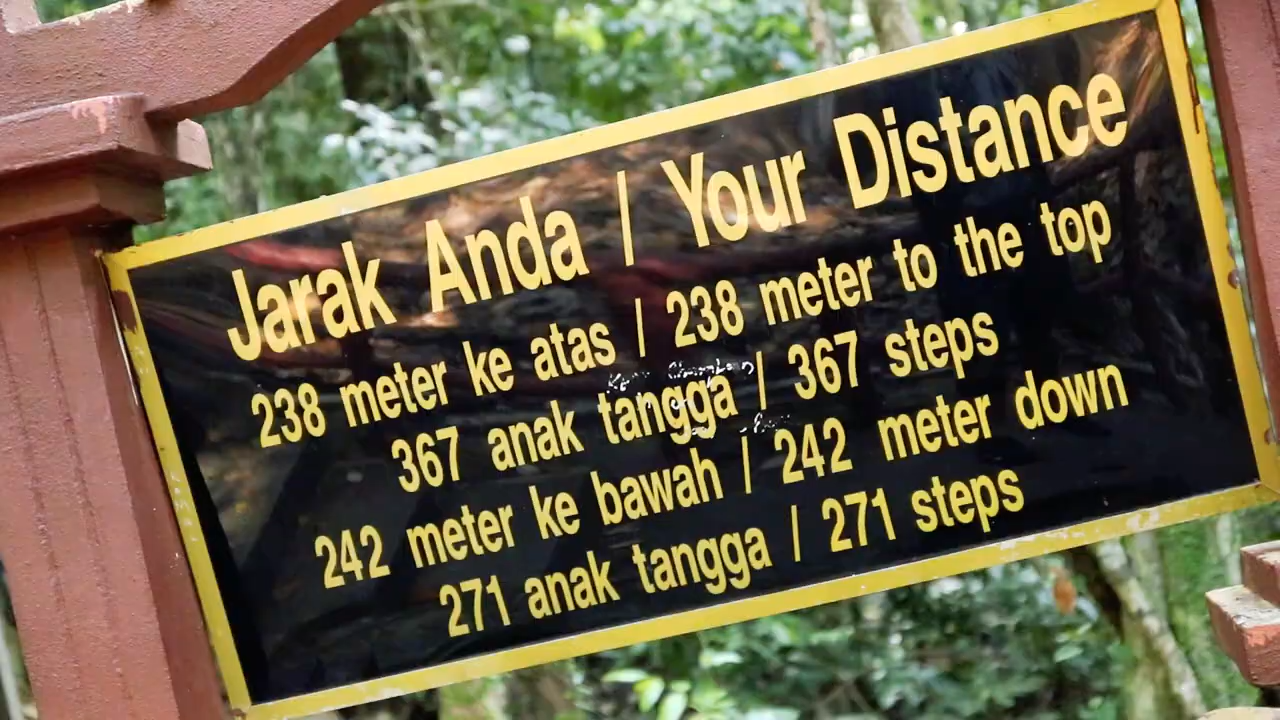 Jarak Anda / Your Distance
238 meter ke atas / 238 meter to the top
367 anak tangga / 367 steps
242 meter ke bawah / 242 meter down
271 anak tangga / 271 steps